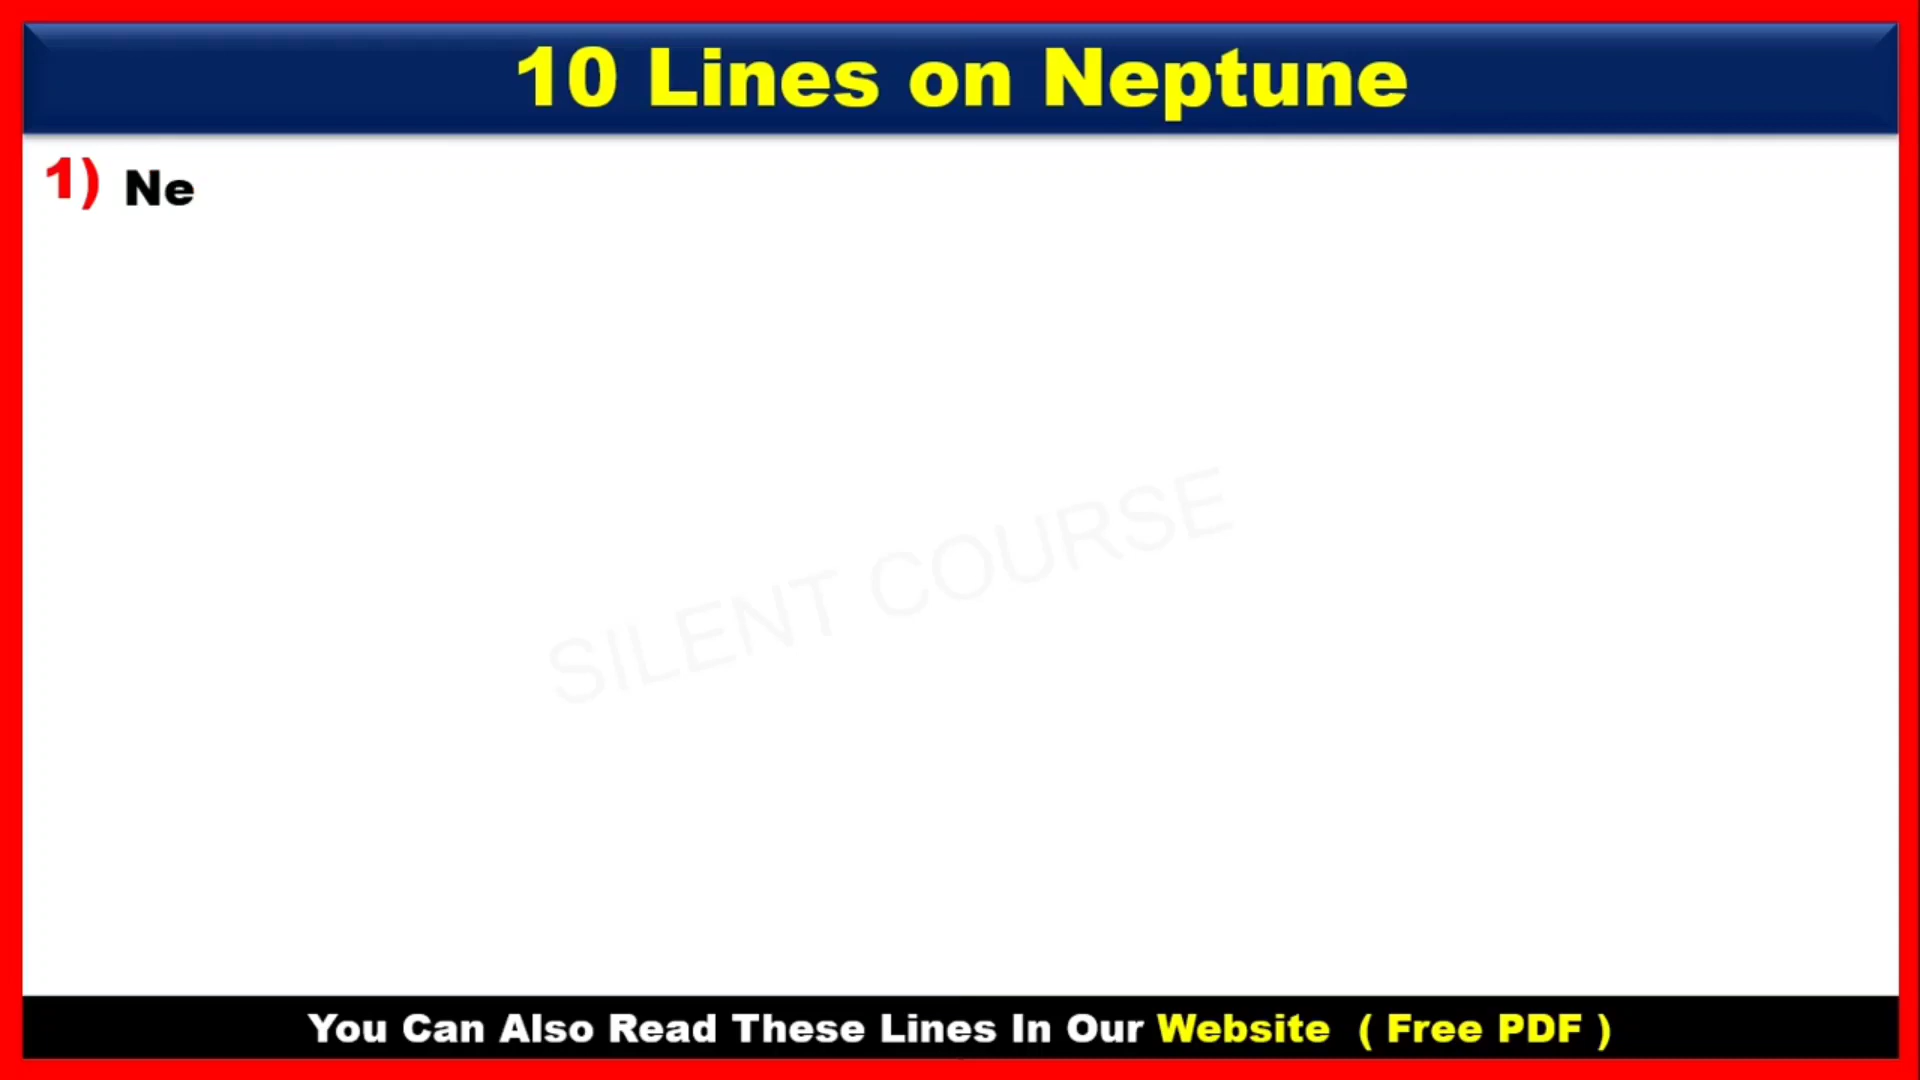 10 Lines on Neptune
1) Ne
SILENT COURSE
You Can Also Read These Lines In Our Website ( Free PDF )